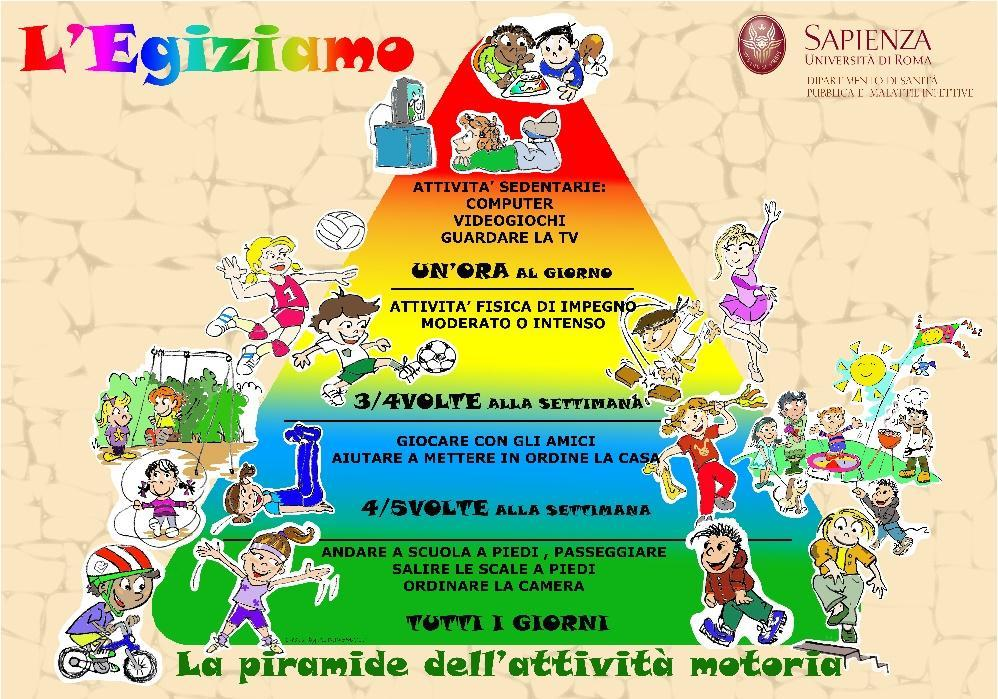 L'Egiziamo
SAPIENZA
UNIVERSITÀ DI ROMA
DIPARTIMENTO DI SANITÀ
PUBBLICA E MALATTIE INFETTIVE
ATTIVITA' SEDENTARIE:
COMPUTER
VIDEOGIOCHI
GUARDARE LA TV
UN'ORA AL GIORNO
ATTIVITA' FISICA DI IMPEGNO
MODERATO O INTENSO
3/4VOLTE ALLA SETTIMANA
GIOCARE CON GLI AMICI
AIUTARE A METTERE IN ORDINE LA CASA
4/5VOLTE ALLA SETTIMANA
ANDARE A SCUOLA A PIEDI , PASSEGGIARE
SALIRE LE SCALE A PIEDI
ORDINARE LA CAMERA
TUTTI I GIORNI
La piramide dell'attività motoria
1